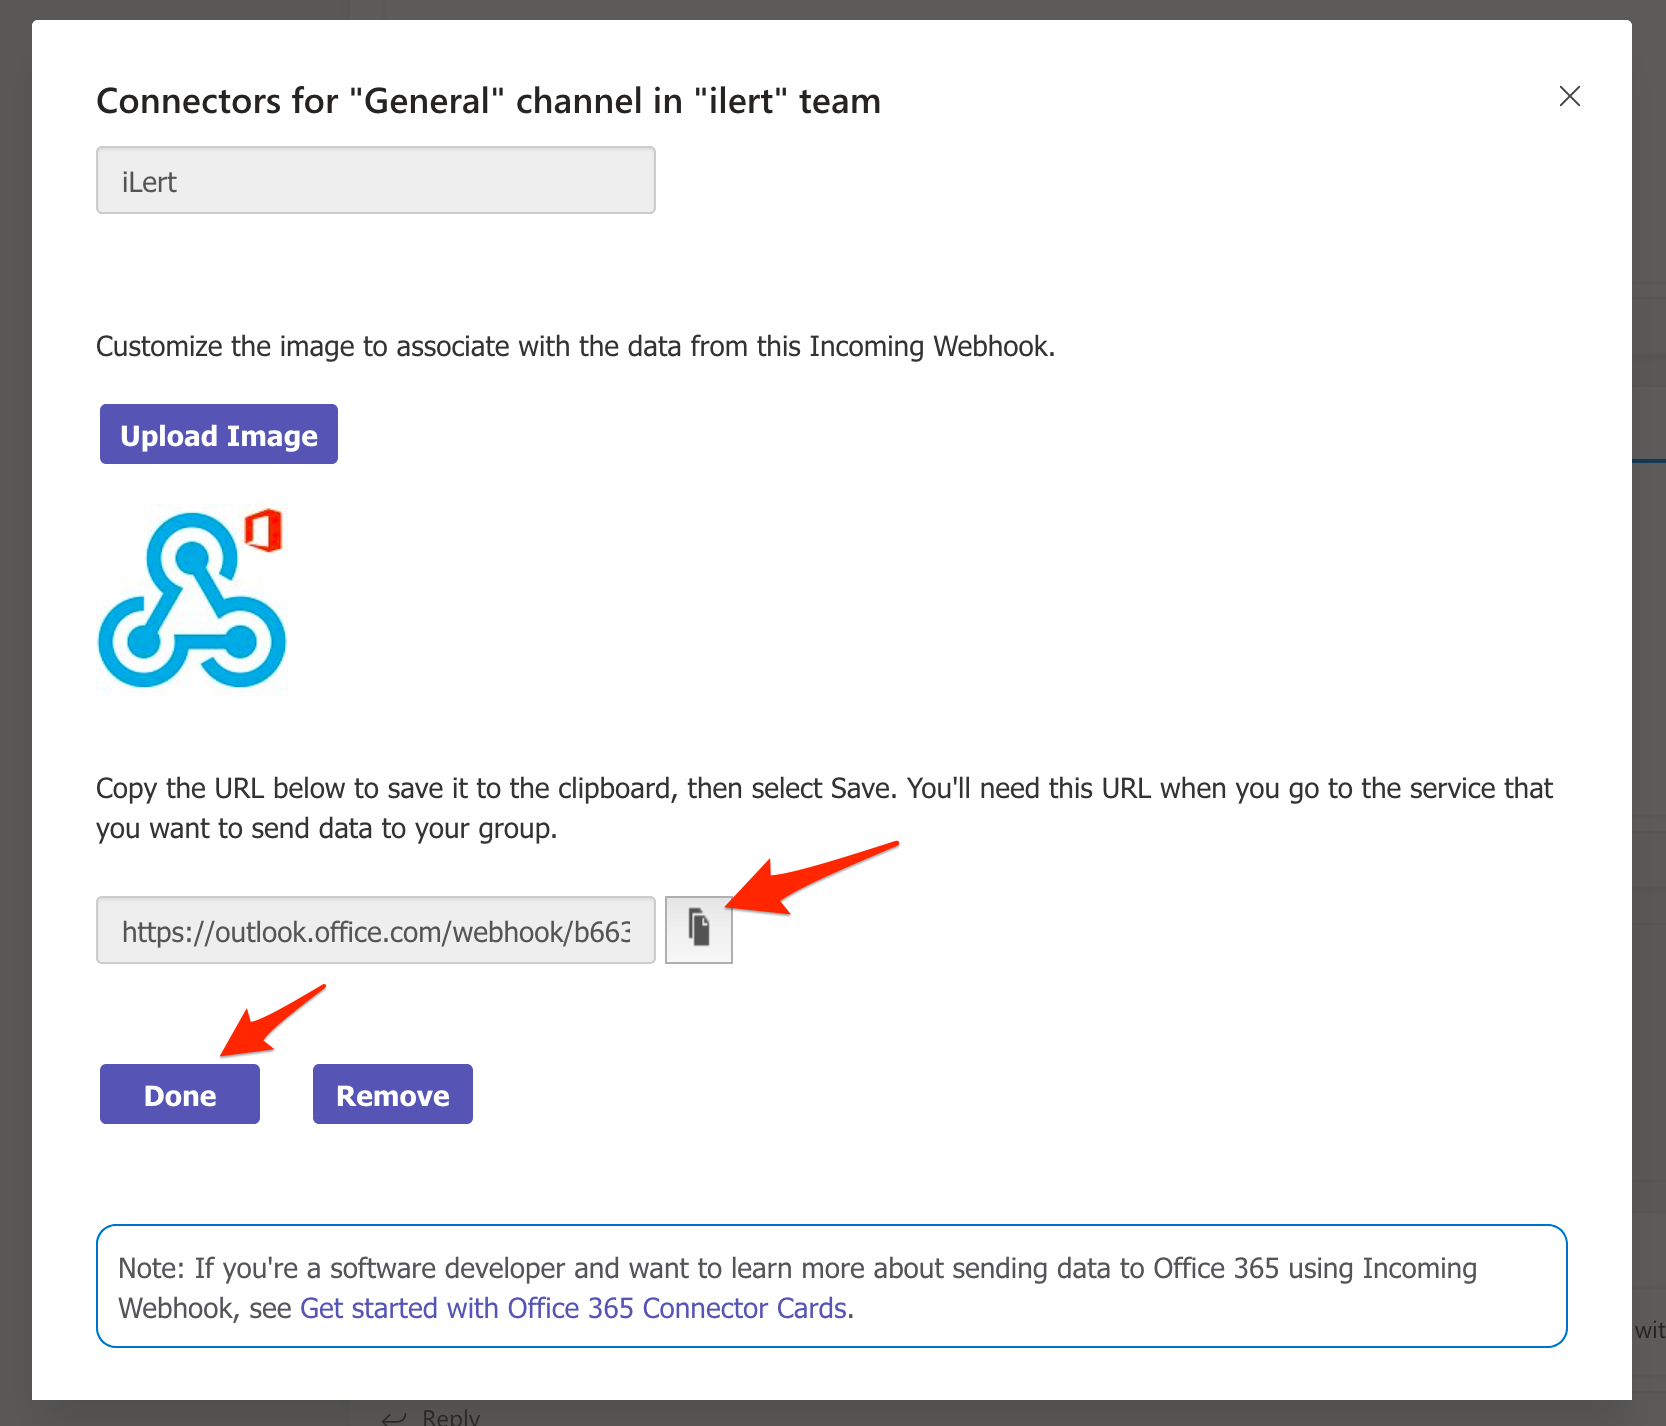 Connectors for "General" channel in "ilert" team
iLert
Customize the image to associate with the data from this Incoming Webhook.
Upload Image
Copy the URL below to save it to the clipboard, then select Save. You'll need this URL when you go to the service that
you want to send data to your group.
https://outlook.office.com/webhook/b663
Done
Remove
Note: If you're a software developer and want to learn more about sending data to Office 365 using Incoming
Webhook, see Get started with Office 365 Connector Cards.
wit
Reply